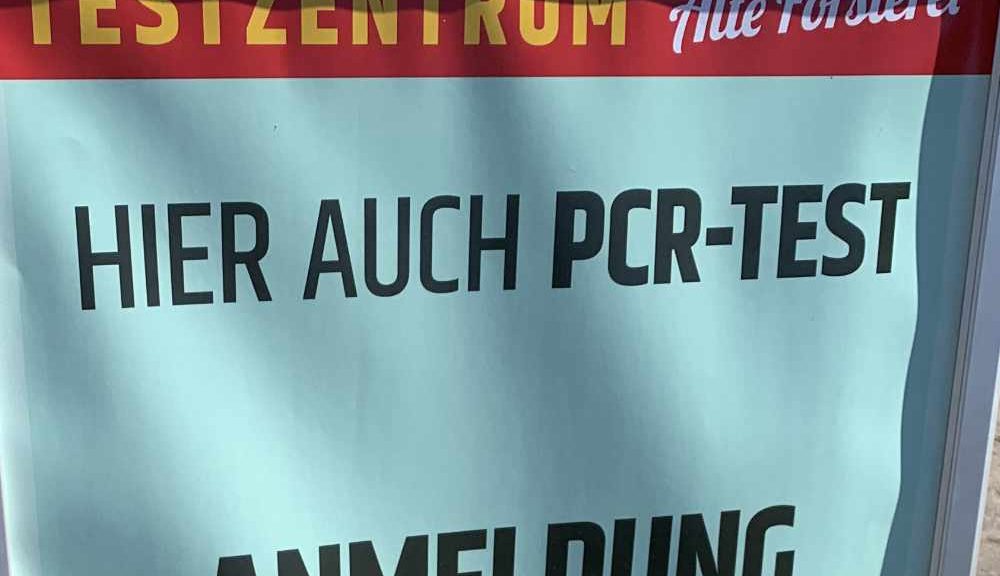 TESTZENTRUM Alte Försterei
HIER AUCH PCR-TEST
ANMELDUNG